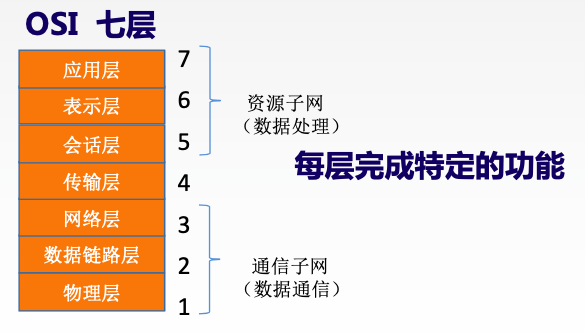 OSI 七层
应用层 7
表示层 6
会话层 5
传输层 4
网络层 3
数据链路层 2
物理层 1
资源子网
（数据处理）
每层完成特定的功能
通信子网
（数据通信）